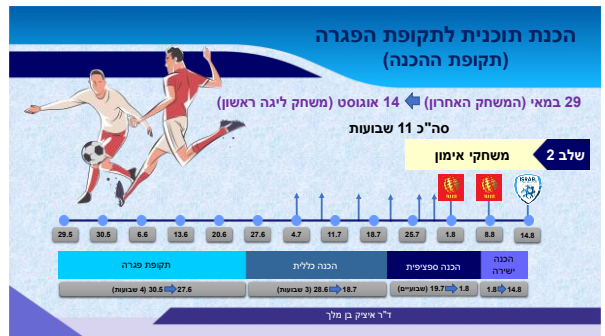 הכנת תוכנית לתקופת הפגרה
(תקופת ההכנה)
29 במאי (המשחק האחרון) 14 אוגוסט (משחק ליגה ראשון)
סה"כ 11 שבועות
שלב 2
משחקי אימון
ISRAEL
29.5 30.5 6.6 13.6 20.6 27.6 4.7 11.7 18.7 25.7 1.8 8.8 14.8
תקופת פגרה
הכנה כללית
הכנה ספציפית
הכנה
ישירה
30.5 27.6 (4 שבועות)
28.6 18.7 (3 שבועות)
19.7 1.8 (שבועיים)
1.8 14.8
ד"ר איציק בן מלך